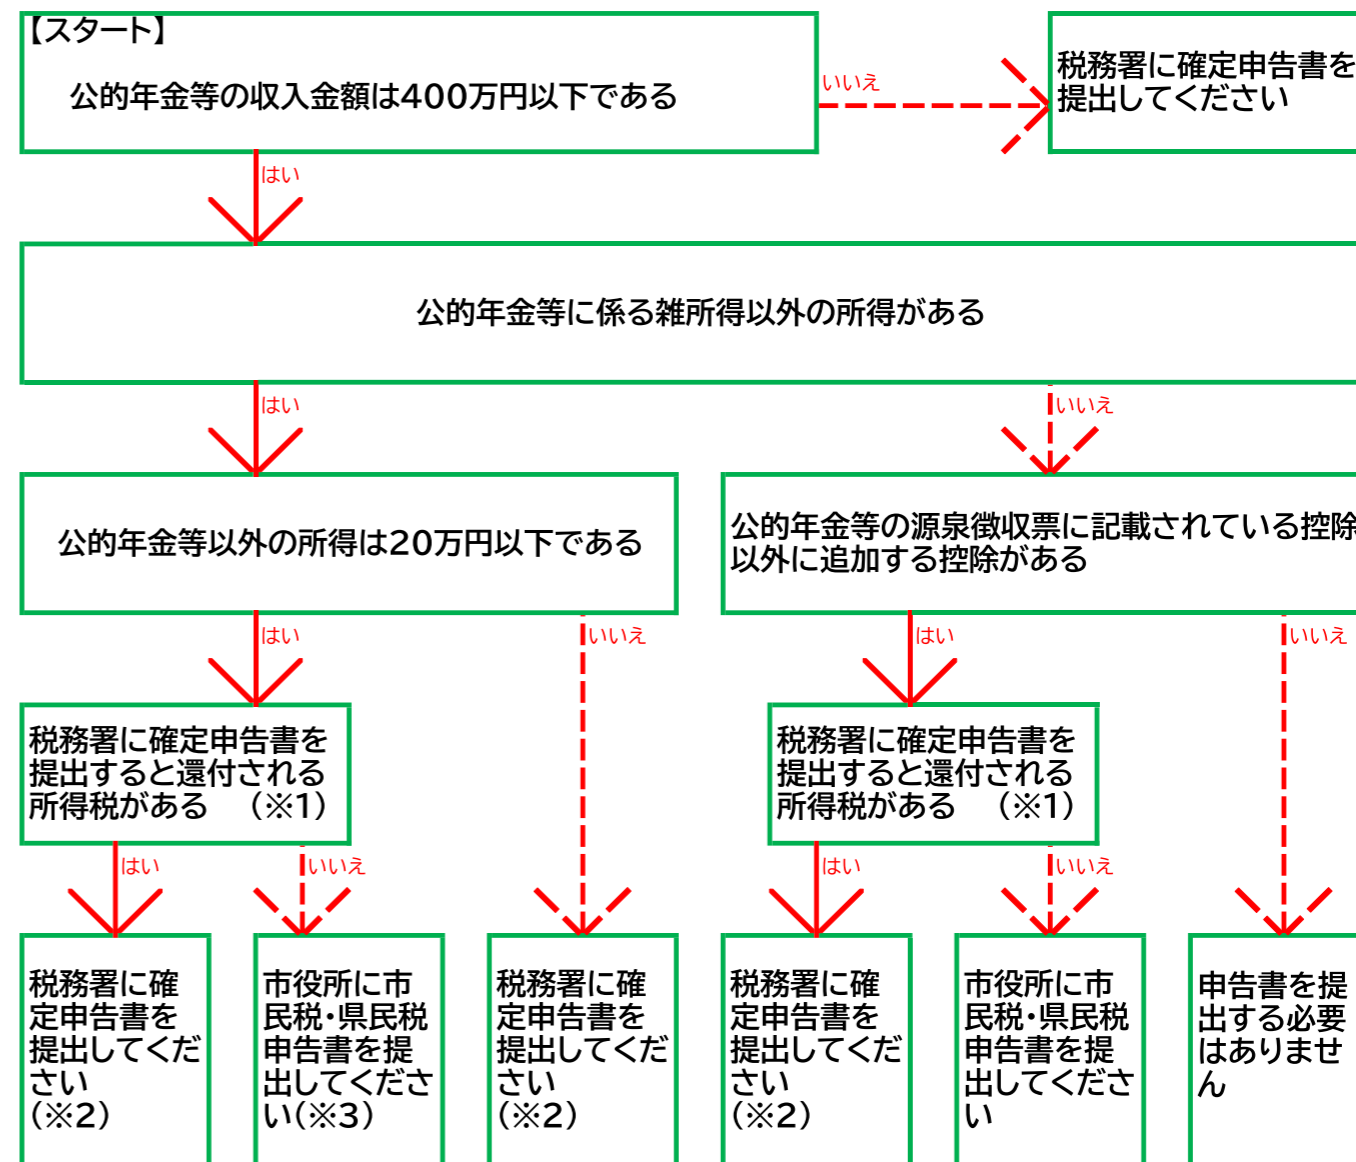 【スタート】
公的年金等の収入金額は400万円以下である
いいえ
税務署に確定申告書を
提出してください
はい
公的年金等に係る雑所得以外の所得がある
はい
いいえ
公的年金等以外の所得は20万円以下である
公的年金等の源泉徴収票に記載されている控除
以外に追加する控除がある
はい
いいえ
はい
いいえ
税務署に確定申告書を
提出すると還付される
所得税がある　（※1）
税務署に確定申告書を
提出すると還付される
所得税がある　（※1）
はい
いいえ
はい
いいえ
税務署に確
定申告書を
提出してくだ
さい
（※2）
市役所に市
民税・県民税
申告書を提
出してくださ
い（※3）
税務署に確
定申告書を
提出してくだ
さい
（※2）
税務署に確
定申告書を
提出してくだ
さい
（※2）
市役所に市
民税・県民税
申告書を提
出してくださ
い
申告書を提
出する必要
はありませ
ん